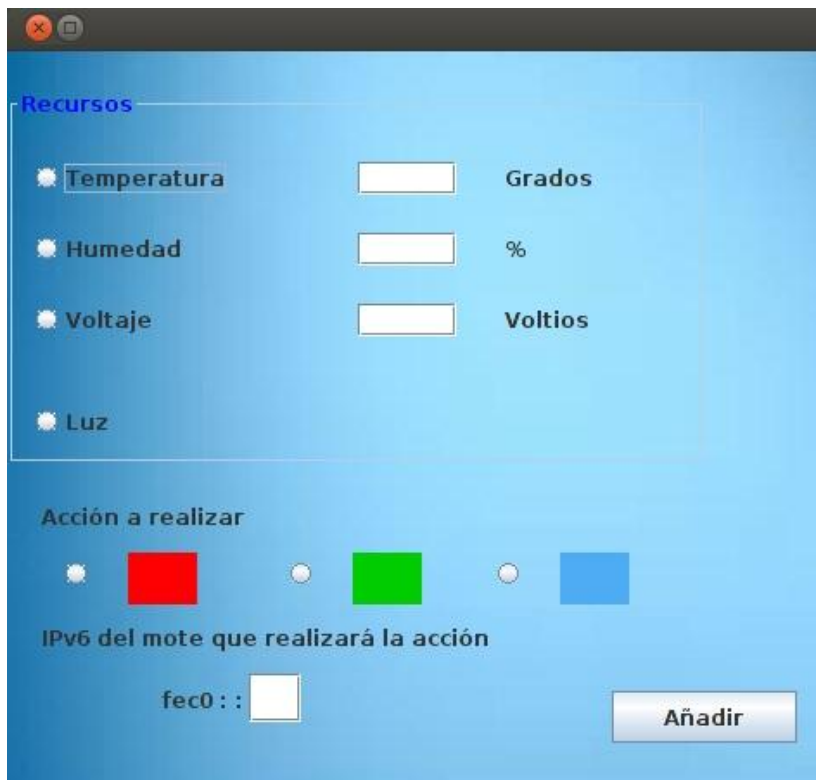 Recursos
Temperatura Grados
Humedad %
Voltaje Voltios
Luz
Acción a realizar
IPv6 del mote que realizará la acción
fec0 : :
Añadir